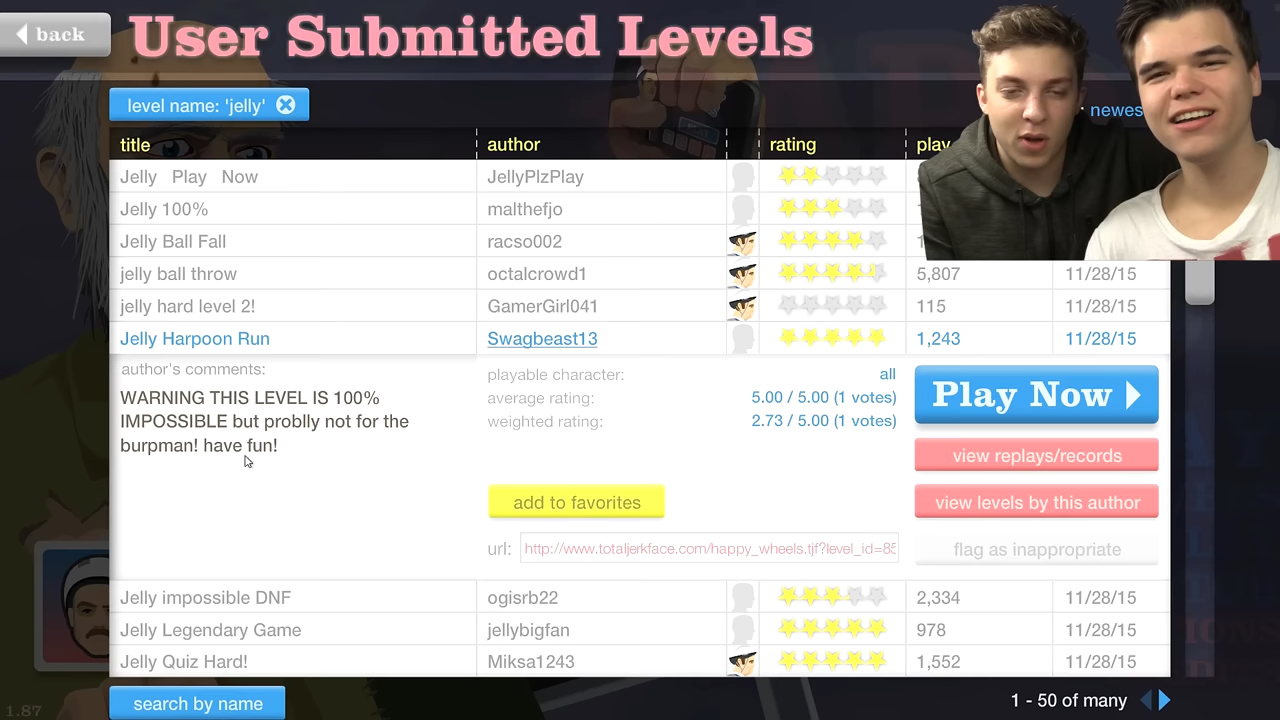 back
User Submitted Levels
level name: 'jelly'
newes
title author rating play
Jelly Play Now JellyPlzPlay
Jelly 100% malthefjo
Jelly Ball Fall racso002
jelly ball throw octalcrowd1 5,807 11/28/15
jelly hard level 2! GamerGirl041 115 11/28/15
Jelly Harpoon Run Swagbeast13 1,243 11/28/15
author's comments:
WARNING THIS LEVEL IS 100%
IMPOSSIBLE but problly not for the
burpman! have fun!
playable character: all
average rating: 5.00 / 5.00 (1 votes)
weighted rating: 2.73 / 5.00 (1 votes)
add to favorites
url: http://www.totaljerkface.com/happy_wheels.tjf?level_id=85
Play Now
view replays/records
view levels by this author
flag as inappropriate
Jelly impossible DNF ogisrb22 2,334 11/28/15
Jelly Legendary Game jellybigfan 978 11/28/15
Jelly Quiz Hard! Miksa1243 1,552 11/28/15
search by name
1 - 50 of many
1.87